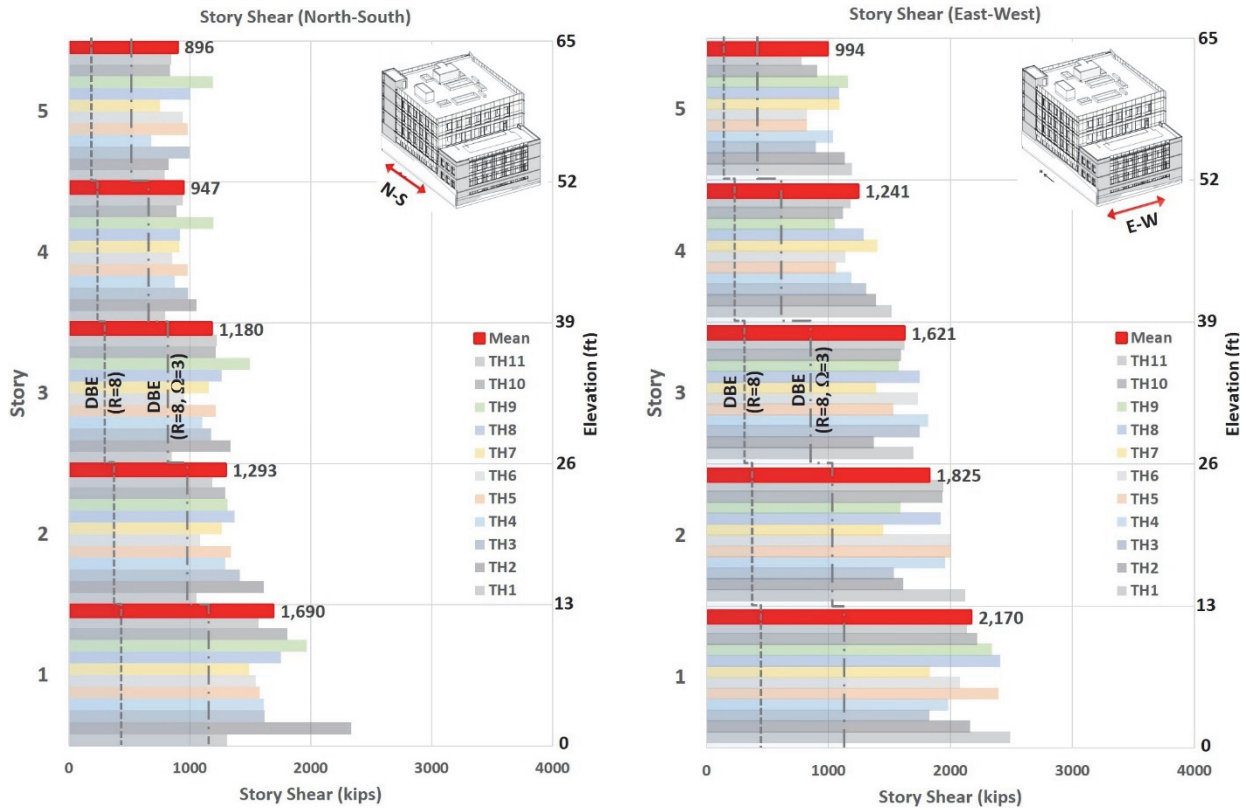 Story Shear (North-South)
65
896
5
N-S
52
947
4
39
1,180
Mean
TH11
TH10
TH9
TH8
TH7
TH6
TH5
TH4
TH3
TH2
TH1
DBE
(R=8)
DBE
(R=8, Ω=3)
Story
3
Elevation (ft)
26
1,293
2
13
1,690
1
0
0
1000
2000
3000
4000
Story Shear (kips)
Story Shear (East-West)
65
994
5
E-W
52
1,241
4
39
1,621
Mean
TH11
TH10
TH9
TH8
TH7
TH6
TH5
TH4
TH3
TH2
TH1
DBE
(R=8)
DBE
(R=8, Ω=3)
Story
3
Elevation (ft)
26
1,825
2
13
2,170
1
0
0
1000
2000
3000
4000
Story Shear (kips)